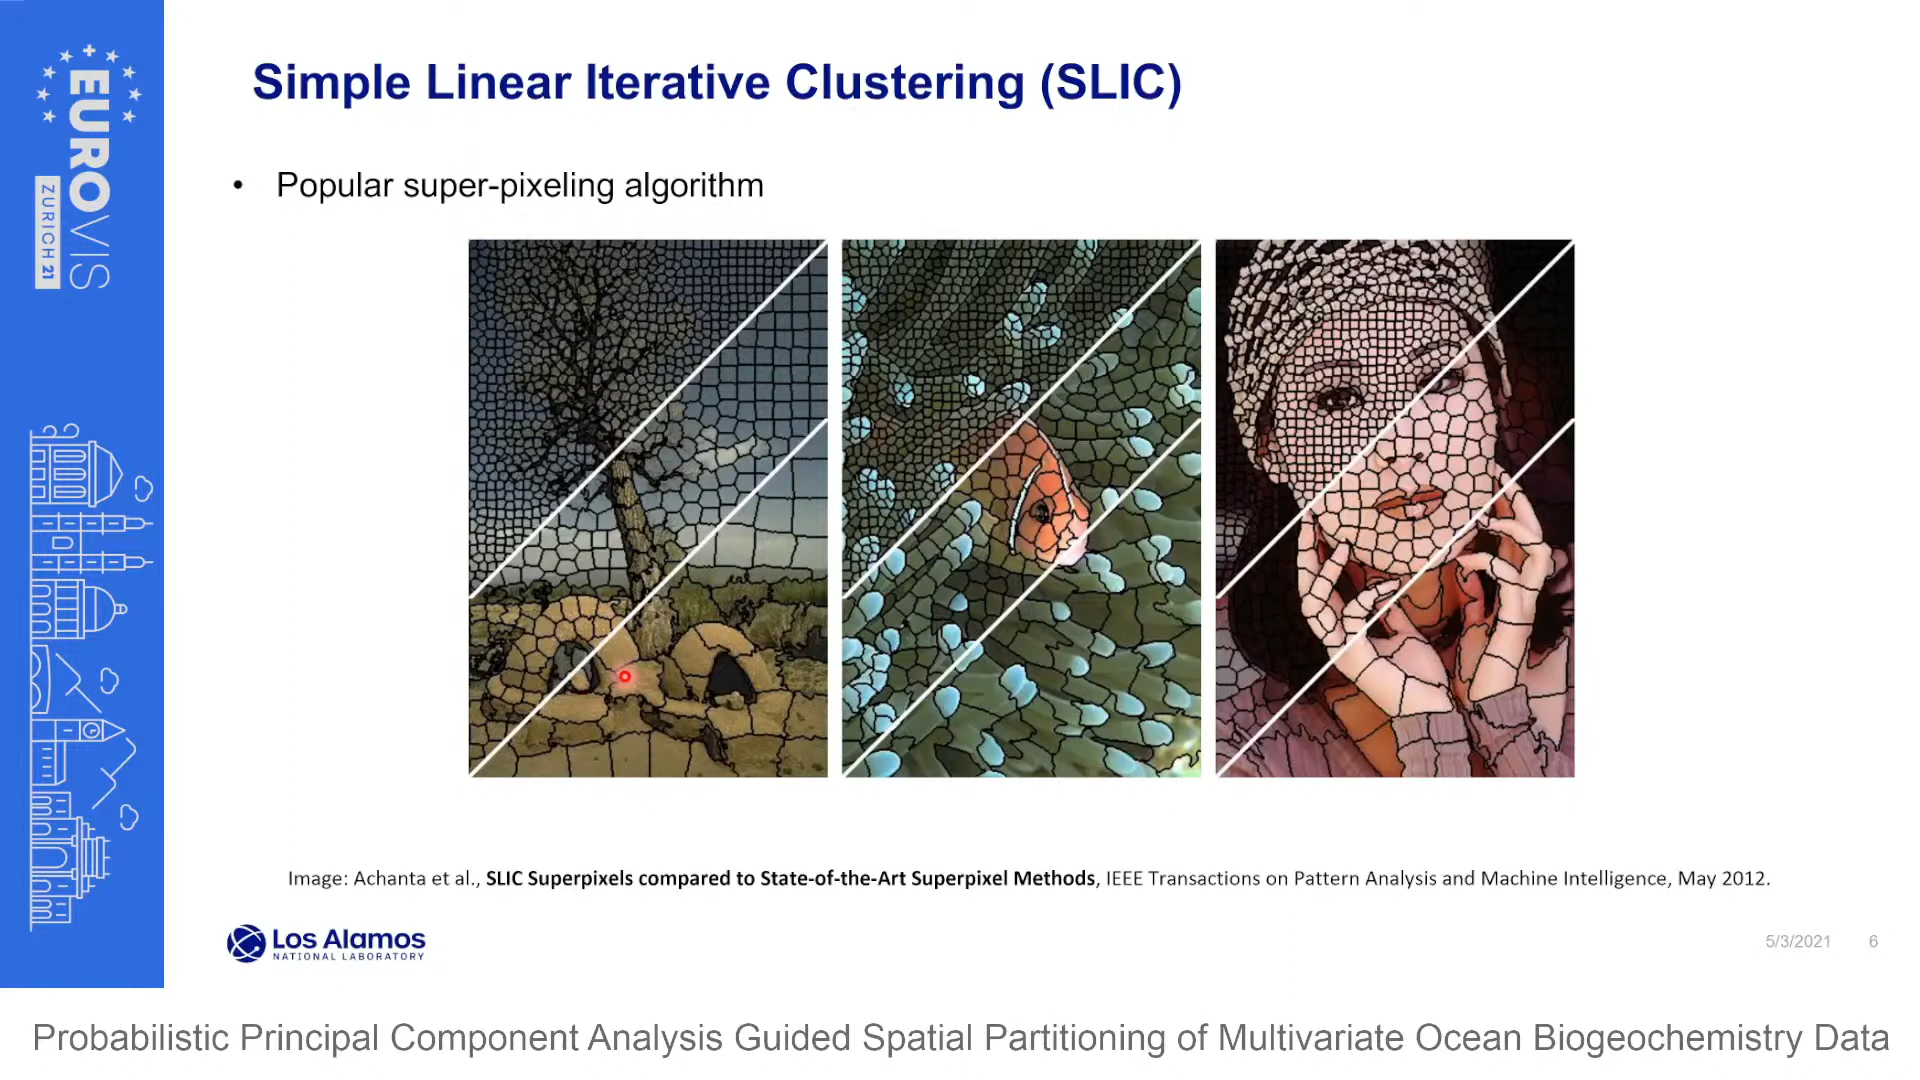 EUROVIS
ZURICH 21
Simple Linear Iterative Clustering (SLIC)
• Popular super-pixeling algorithm
Image: Achanta et al., SLIC Superpixels compared to State-of-the-Art Superpixel Methods, IEEE Transactions on Pattern Analysis and Machine Intelligence, May 2012.
Los Alamos
NATIONAL LABORATORY
5/3/2021 6
Probabilistic Principal Component Analysis Guided Spatial Partitioning of Multivariate Ocean Biogeochemistry Data